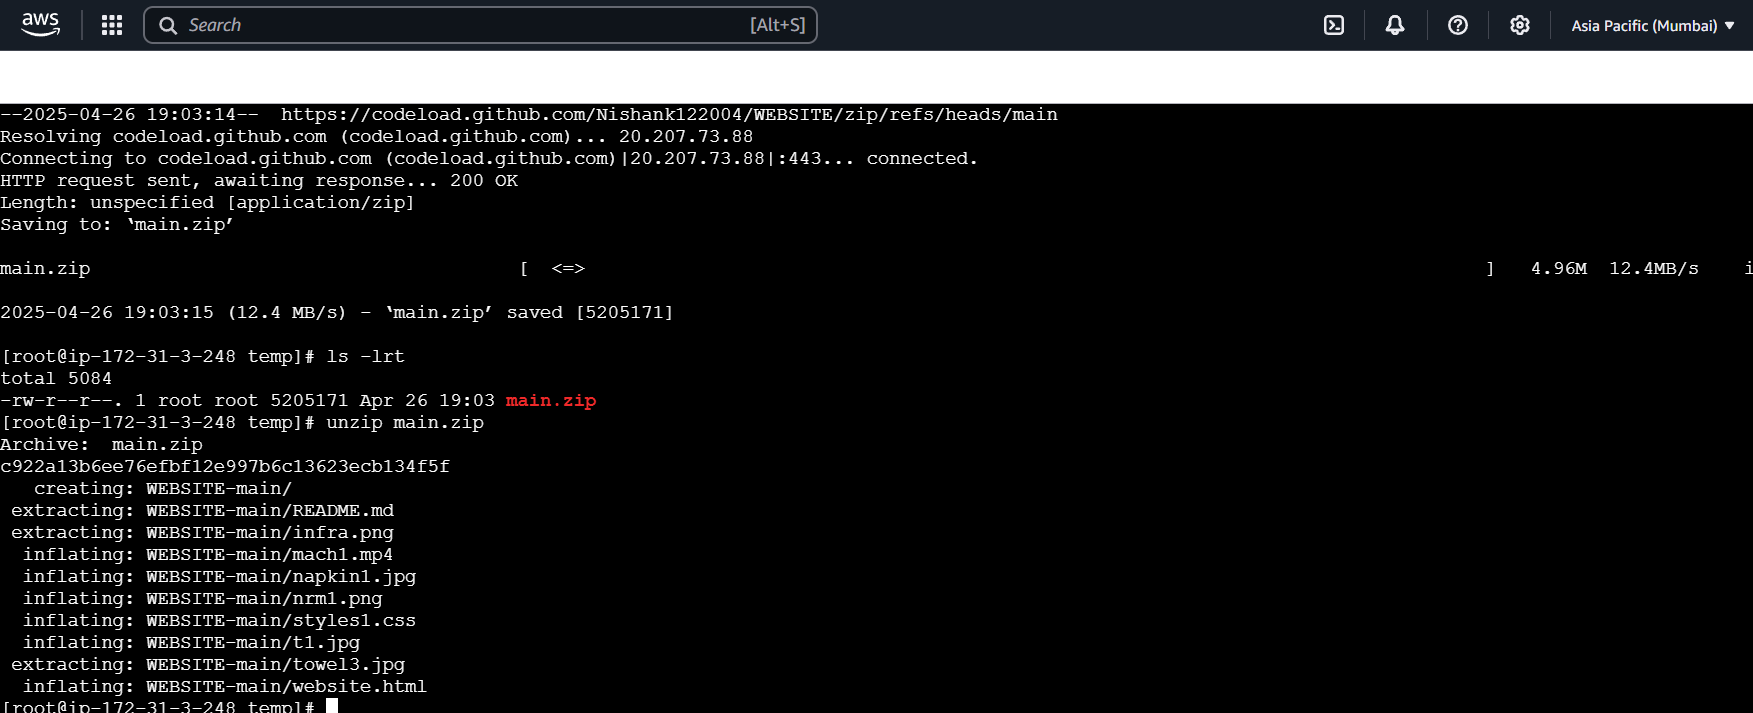 aws
Search [Alt+S]
Asia Pacific (Mumbai)
--2025-04-26 19:03:14--  https://codeload.github.com/Nishank122004/WEBSITE/zip/refs/heads/main
Resolving codeload.github.com (codeload.github.com)... 20.207.73.88
Connecting to codeload.github.com (codeload.github.com)|20.207.73.88|:443... connected.
HTTP request sent, awaiting response... 200 OK
Length: unspecified [application/zip]
Saving to: ‘main.zip’
main.zip [ <=> ] 4.96M 12.4MB/s i
2025-04-26 19:03:15 (12.4 MB/s) - ‘main.zip’ saved [5205171]
[root@ip-172-31-3-248 temp]# ls -lrt
total 5084
-rw-r--r--. 1 root root 5205171 Apr 26 19:03 main.zip
[root@ip-172-31-3-248 temp]# unzip main.zip
Archive:  main.zip
c922a13b6ee76efbf12e997b6c13623ecb134f5f
creating: WEBSITE-main/
extracting: WEBSITE-main/README.md
extracting: WEBSITE-main/infra.png
inflating: WEBSITE-main/mach1.mp4
inflating: WEBSITE-main/napkin1.jpg
inflating: WEBSITE-main/nrm1.png
inflating: WEBSITE-main/styles1.css
inflating: WEBSITE-main/t1.jpg
extracting: WEBSITE-main/towel3.jpg
inflating: WEBSITE-main/website.html
[root@ip-172-31-3-248 temp]#